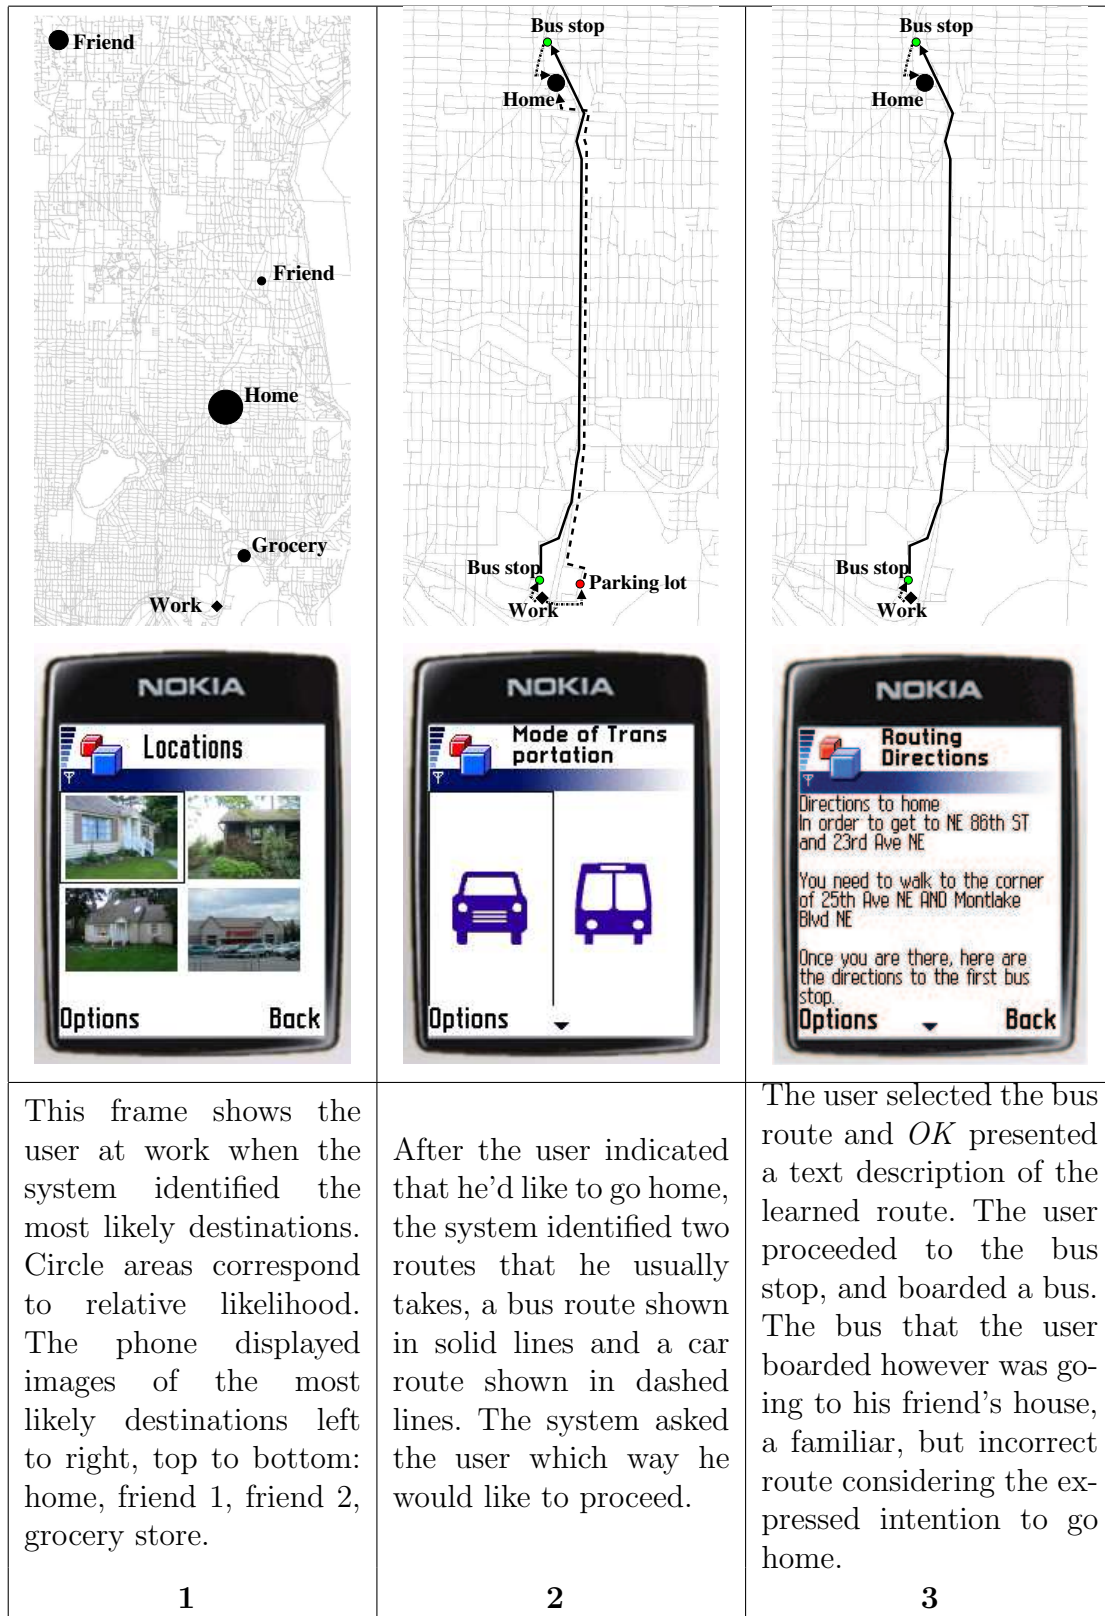 Friend
Friend
Home
Grocery
Work
Bus stop
Home
Bus stop
Parking lot
Work
Bus stop
Home
Bus stop
Work
NOKIA
Locations
Options Back
NOKIA
Mode of Trans
portation
Options
NOKIA
Routing
Directions
Directions to home
In order to get to NE 86th ST
and 23rd Ave NE
You need to walk to the corner
of 25th Ave NE AND Montlake
Blvd NE
Once you are there, here are
the directions to the first bus
stop.
Options Back
This frame shows the
user at work when the
system identified the
most likely destinations.
Circle areas correspond
to relative likelihood.
The phone displayed
images of the most
likely destinations left
to right, top to bottom:
home, friend 1, friend 2,
grocery store.
1
After the user indicated
that he'd like to go home,
the system identified two
routes that he usually
takes, a bus route shown
in solid lines and a car
route shown in dashed
lines. The system asked
the user which way he
would like to proceed.
2
The user selected the bus
route and OK presented
a text description of the
learned route. The user
proceeded to the bus
stop, and boarded a bus.
The bus that the user
boarded however was go-
ing to his friend's house,
a familiar, but incorrect
route considering the ex-
pressed intention to go
home.
3